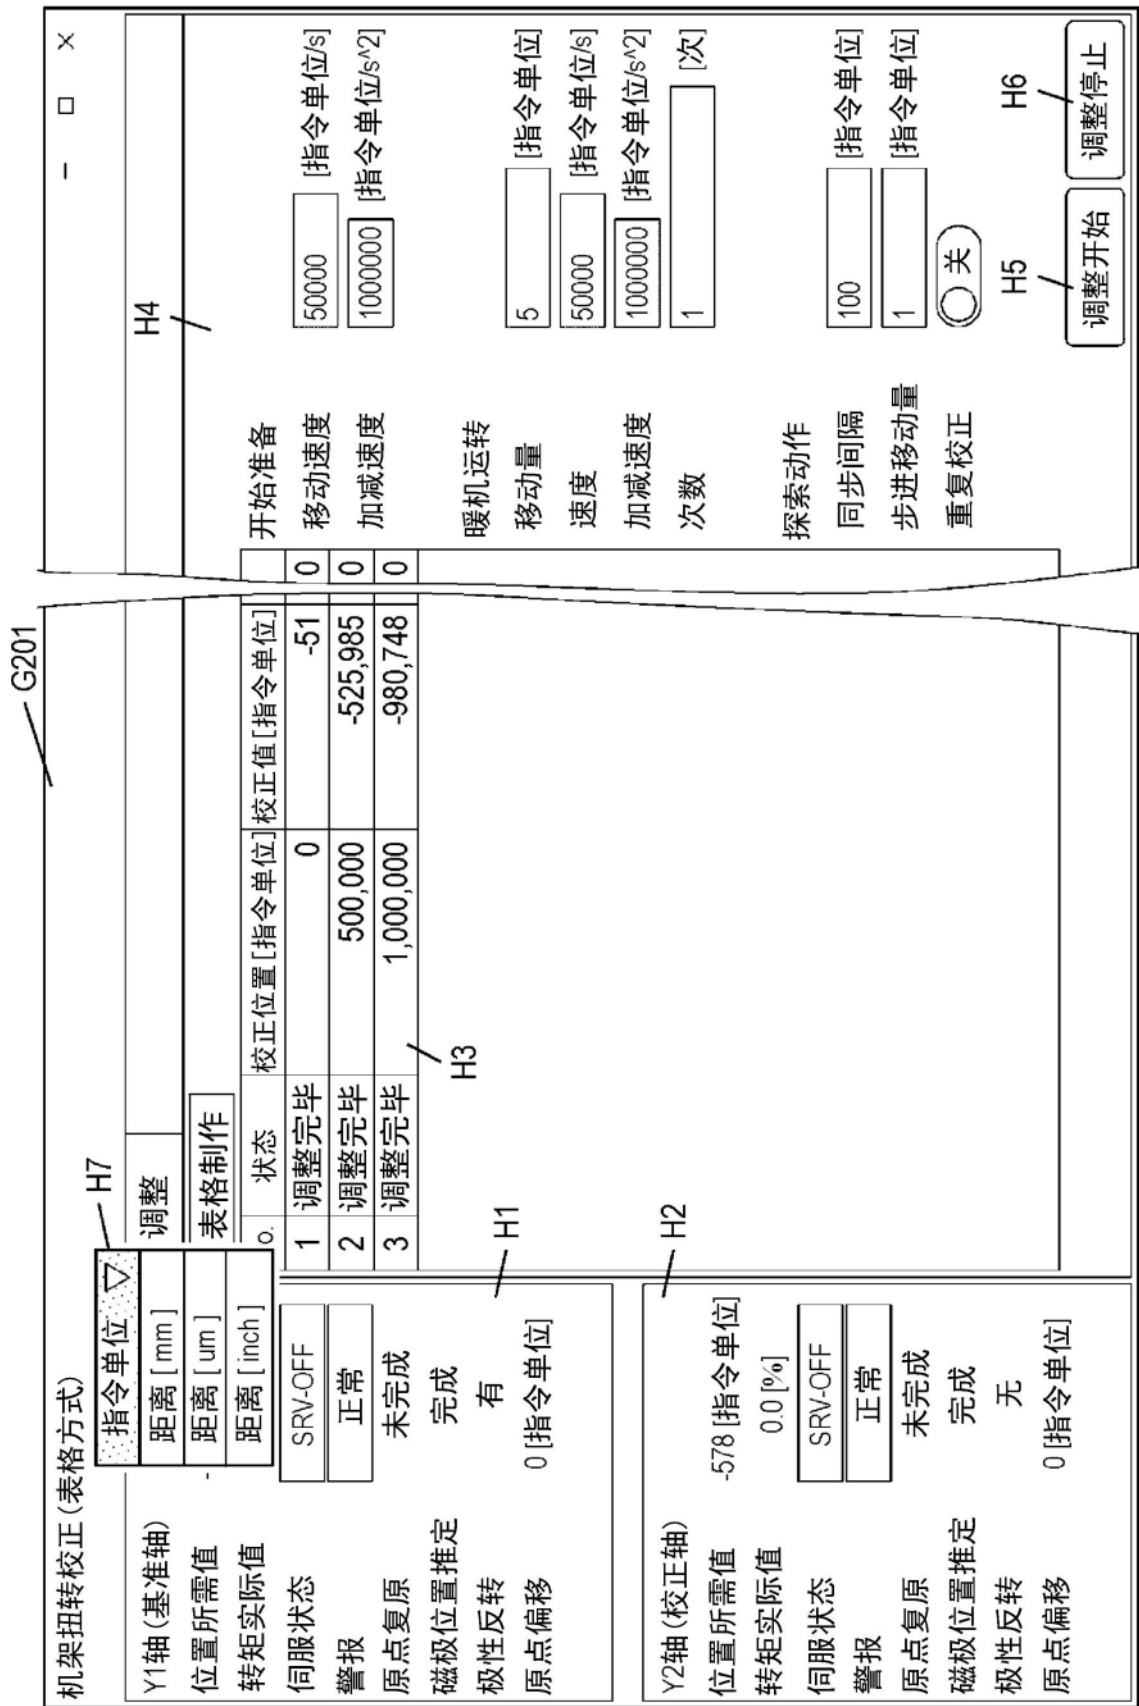 G201
机架扭转校正(表格方式)
－ □ ×
H7
指令单位 ▽
距离[mm]
距离[um]
距离[inch]
调整
表格制作
H4
Y1轴(基准轴)
位置所需值 -
转矩实际值
伺服状态 SRV-OFF
警报 正常
原点复原 未完成
磁极位置推定 完成
极性反转 有
原点偏移 0[指令单位]
H1
Y2轴(校正轴)
位置所需值 -578[指令单位]
转矩实际值 0.0[%]
伺服状态 SRV-OFF
警报 正常
原点复原 未完成
磁极位置推定 完成
极性反转 无
原点偏移 0[指令单位]
H2
o. 状态 校正位置[指令单位] 校正值[指令单位]
1 调整完毕 0 -51 0
2 调整完毕 500,000 -525,985 0
3 调整完毕 1,000,000 -980,748 0
H3
开始准备
移动速度 50000 [指令单位/s]
加减速度 1000000 [指令单位/s^2]
暖机运转
移动量 5 [指令单位]
速度 50000 [指令单位/s]
加减速度 1000000 [指令单位/s^2]
次数 1 [次]
探索动作
同步间隔 100 [指令单位]
步进移动量 1 [指令单位]
重复校正 关
H5
H6
调整开始
调整停止